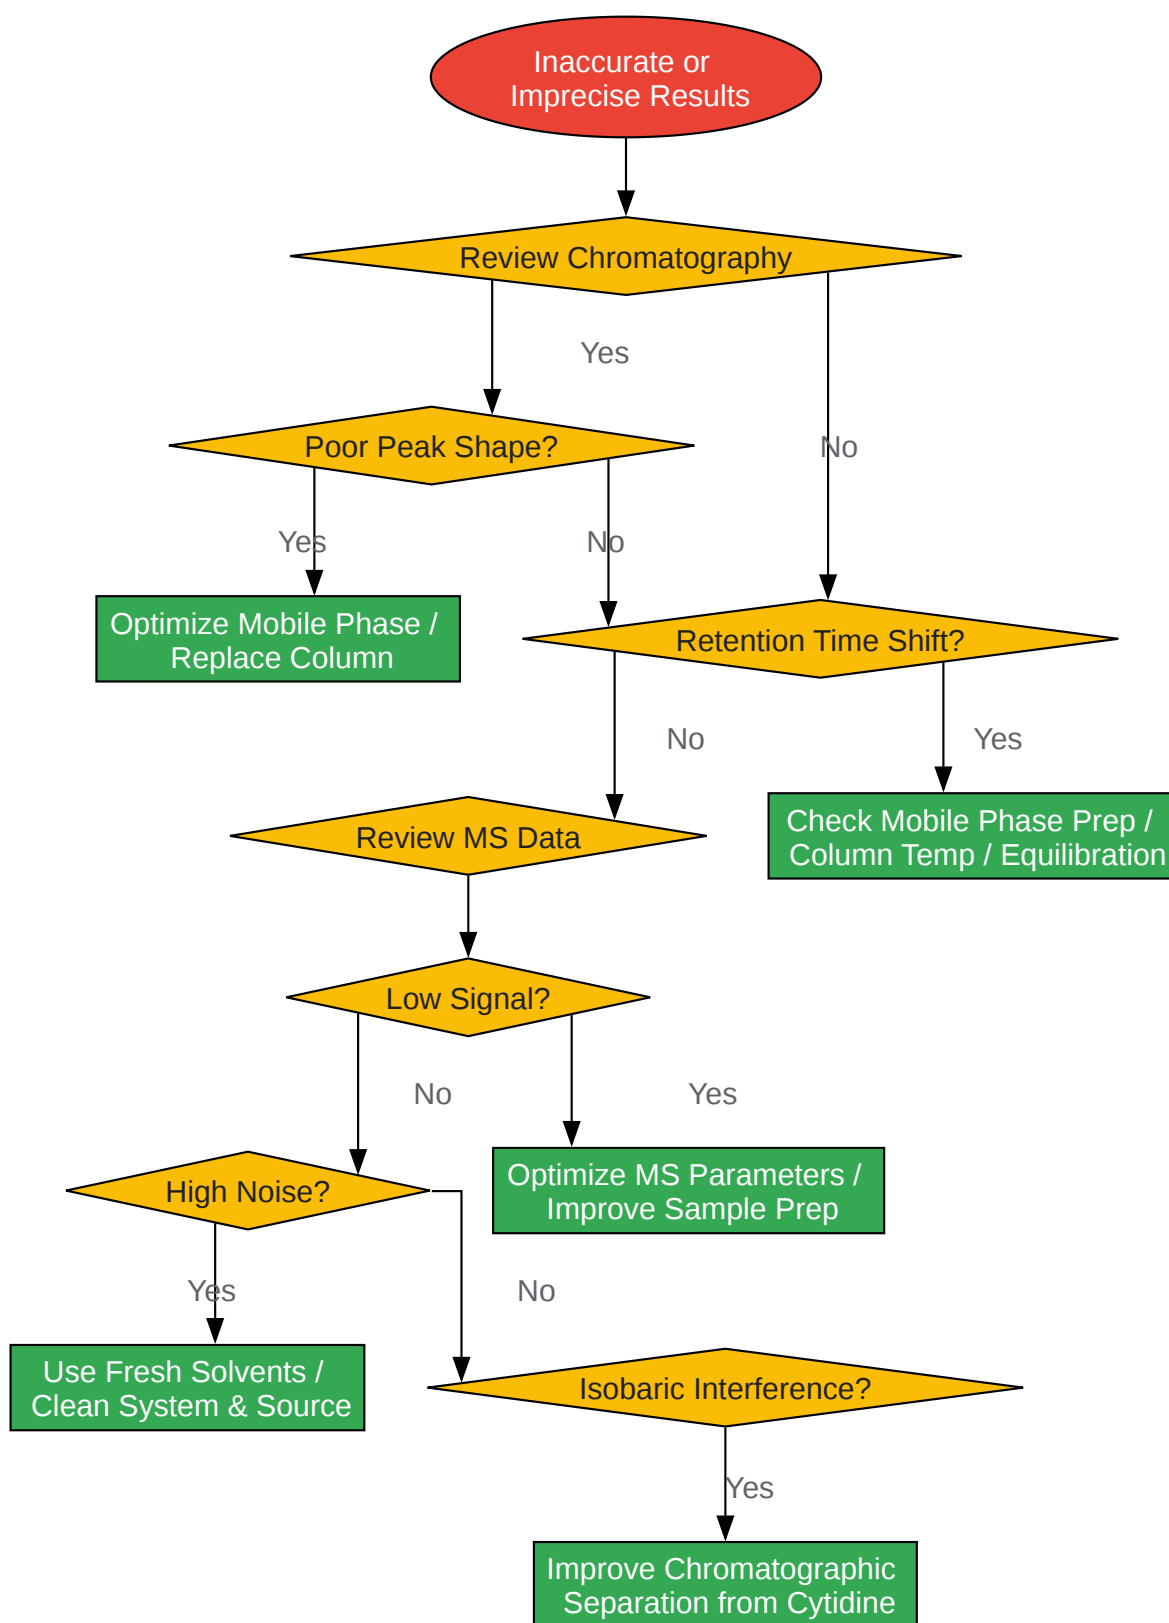 Inaccurate or
Imprecise Results
Review Chromatography
Yes
No
Poor Peak Shape?
Yes
No
Optimize Mobile Phase /
Replace Column
Retention Time Shift?
No
Yes
Review MS Data
Check Mobile Phase Prep /
Column Temp / Equilibration
Low Signal?
No
Yes
High Noise?
Optimize MS Parameters /
Improve Sample Prep
Yes
No
Use Fresh Solvents /
Clean System & Source
Isobaric Interference?
Yes
Improve Chromatographic
Separation from Cytidine